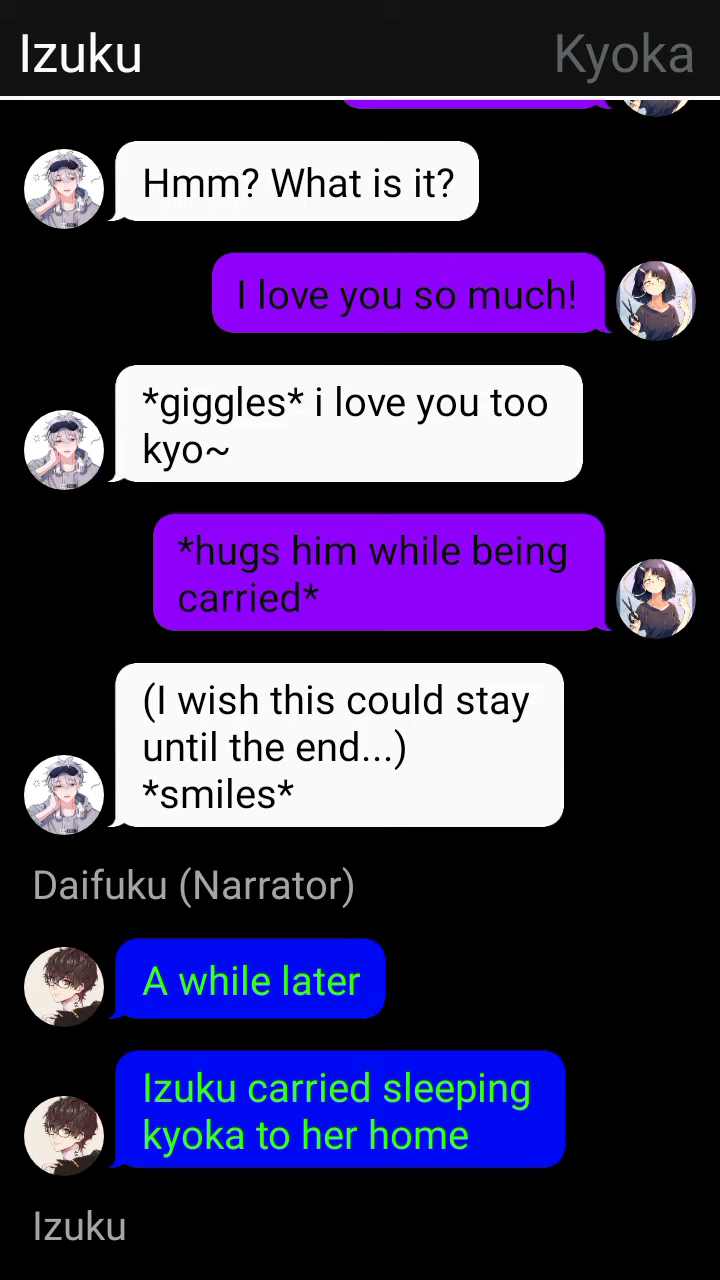 Izuku
Kyoka
Hmm? What is it?
I love you so much!
*giggles* i love you too
kyo~
*hugs him while being
carried*
(I wish this could stay
until the end...)
*smiles*
Daifuku (Narrator)
A while later
Izuku carried sleeping
kyoka to her home
Izuku